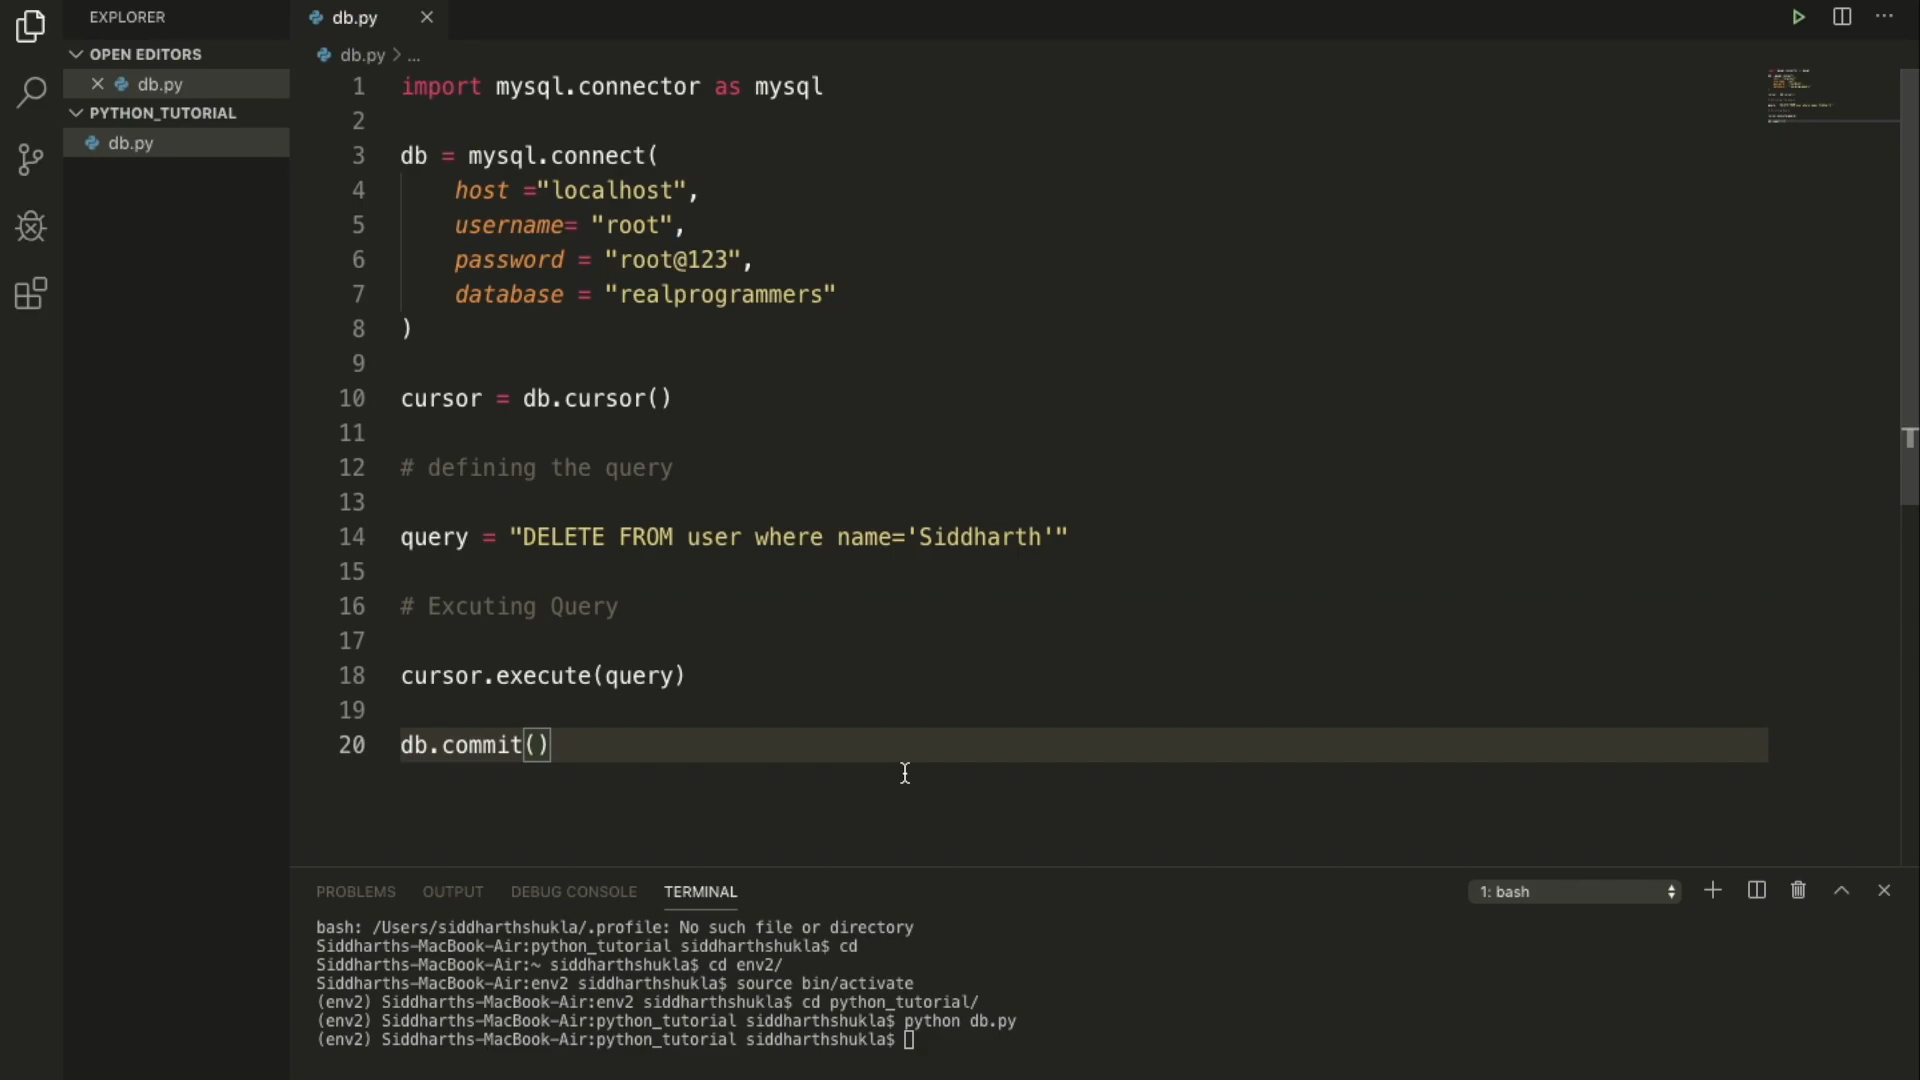 EXPLORER
OPEN EDITORS
db.py
PYTHON_TUTORIAL
db.py
db.py
db.py > ...
1 import mysql.connector as mysql
2
3 db = mysql.connect(
4 host ="localhost",
5 username= "root",
6 password = "root@123",
7 database = "realprogrammers"
8 )
9
10 cursor = db.cursor()
11
12 # defining the query
13
14 query = "DELETE FROM user where name='Siddharth'"
15
16 # Excuting Query
17
18 cursor.execute(query)
19
20 db.commit()
PROBLEMS OUTPUT DEBUG CONSOLE TERMINAL 1: bash
bash: /Users/siddharthshukla/.profile: No such file or directory
Siddharths-MacBook-Air:python_tutorial siddharthshukla$ cd
Siddharths-MacBook-Air:~ siddharthshukla$ cd env2/
Siddharths-MacBook-Air:env2 siddharthshukla$ source bin/activate
(env2) Siddharths-MacBook-Air:env2 siddharthshukla$ cd python_tutorial/
(env2) Siddharths-MacBook-Air:python_tutorial siddharthshukla$ python db.py
(env2) Siddharths-MacBook-Air:python_tutorial siddharthshukla$